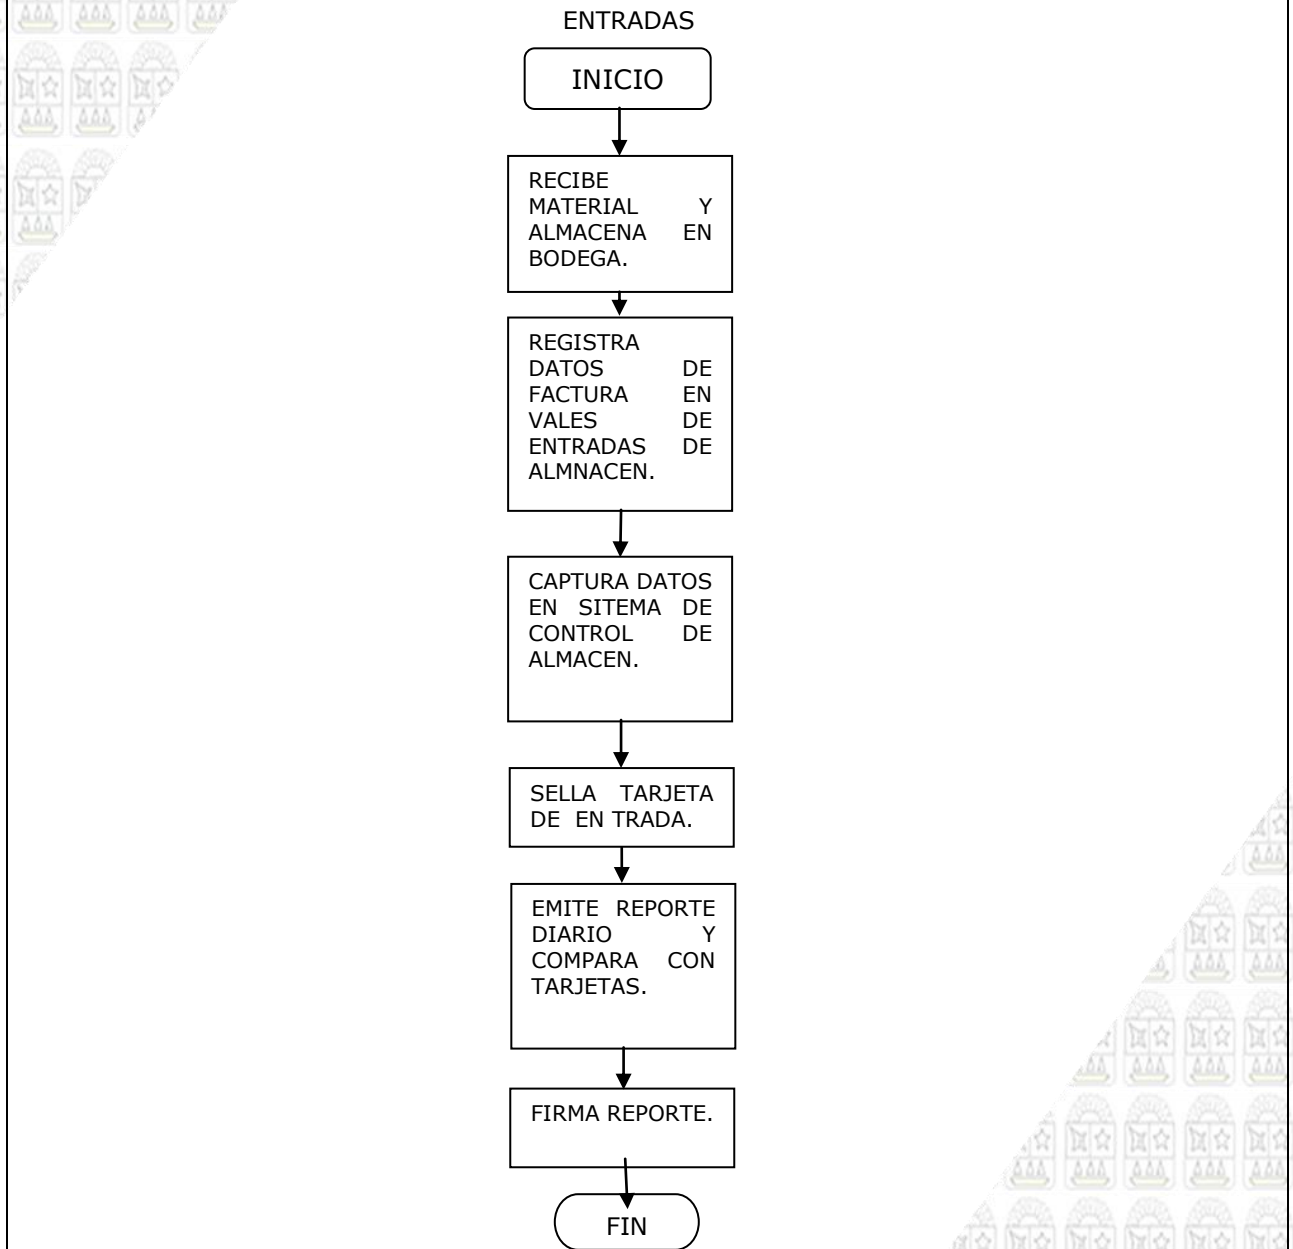 ENTRADAS
INICIO
RECIBE
MATERIAL Y
ALMACENA EN
BODEGA.
REGISTRA
DATOS DE
FACTURA EN
VALES DE
ENTRADAS DE
ALMNACEN.
CAPTURA DATOS
EN SITEMA DE
CONTROL DE
ALMACEN.
SELLA TARJETA
DE EN TRADA.
EMITE REPORTE
DIARIO Y
COMPARA CON
TARJETAS.
FIRMA REPORTE.
FIN